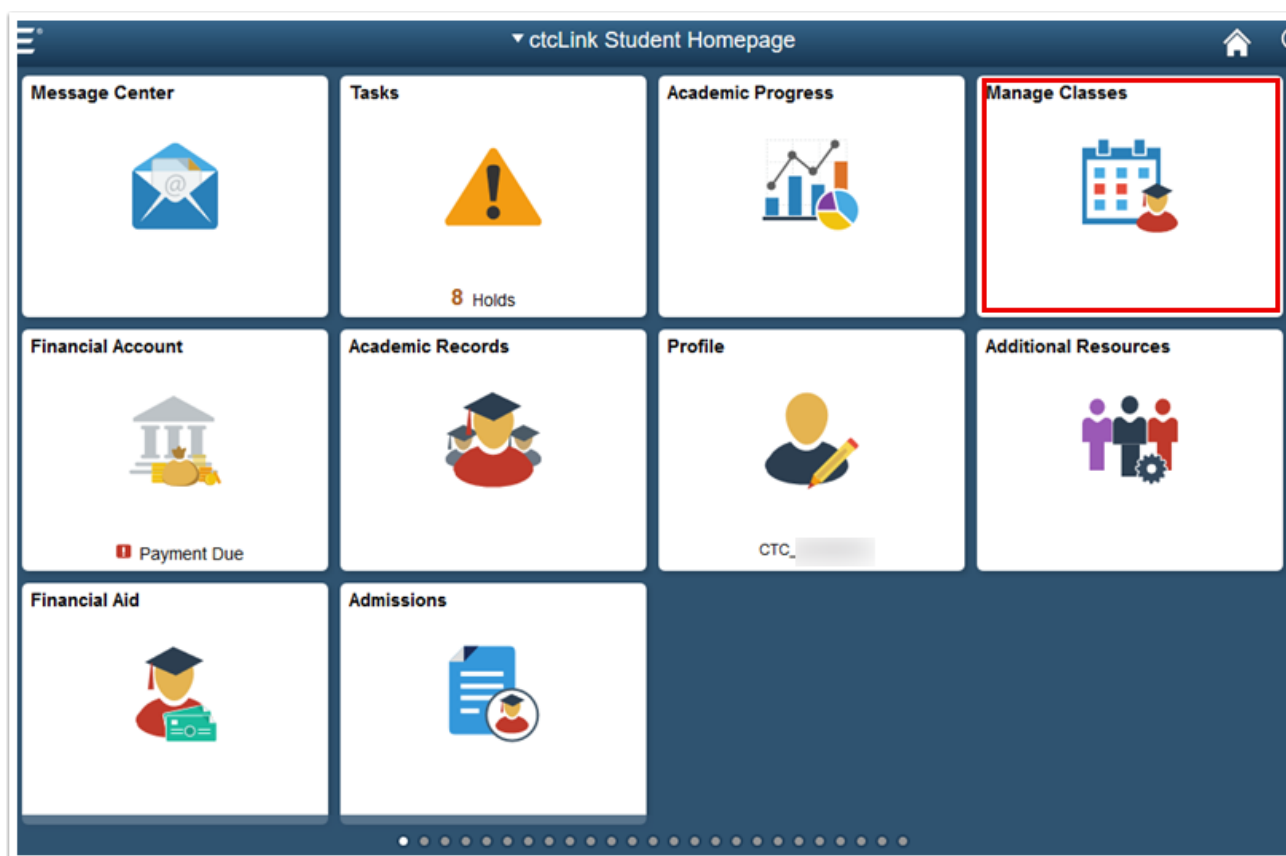 ctcLink Student Homepage
Message Center
Tasks
Academic Progress
Manage Classes
@
8 Holds
Financial Account
Academic Records
Profile
Additional Resources
Payment Due
CTC_
Financial Aid
Admissions